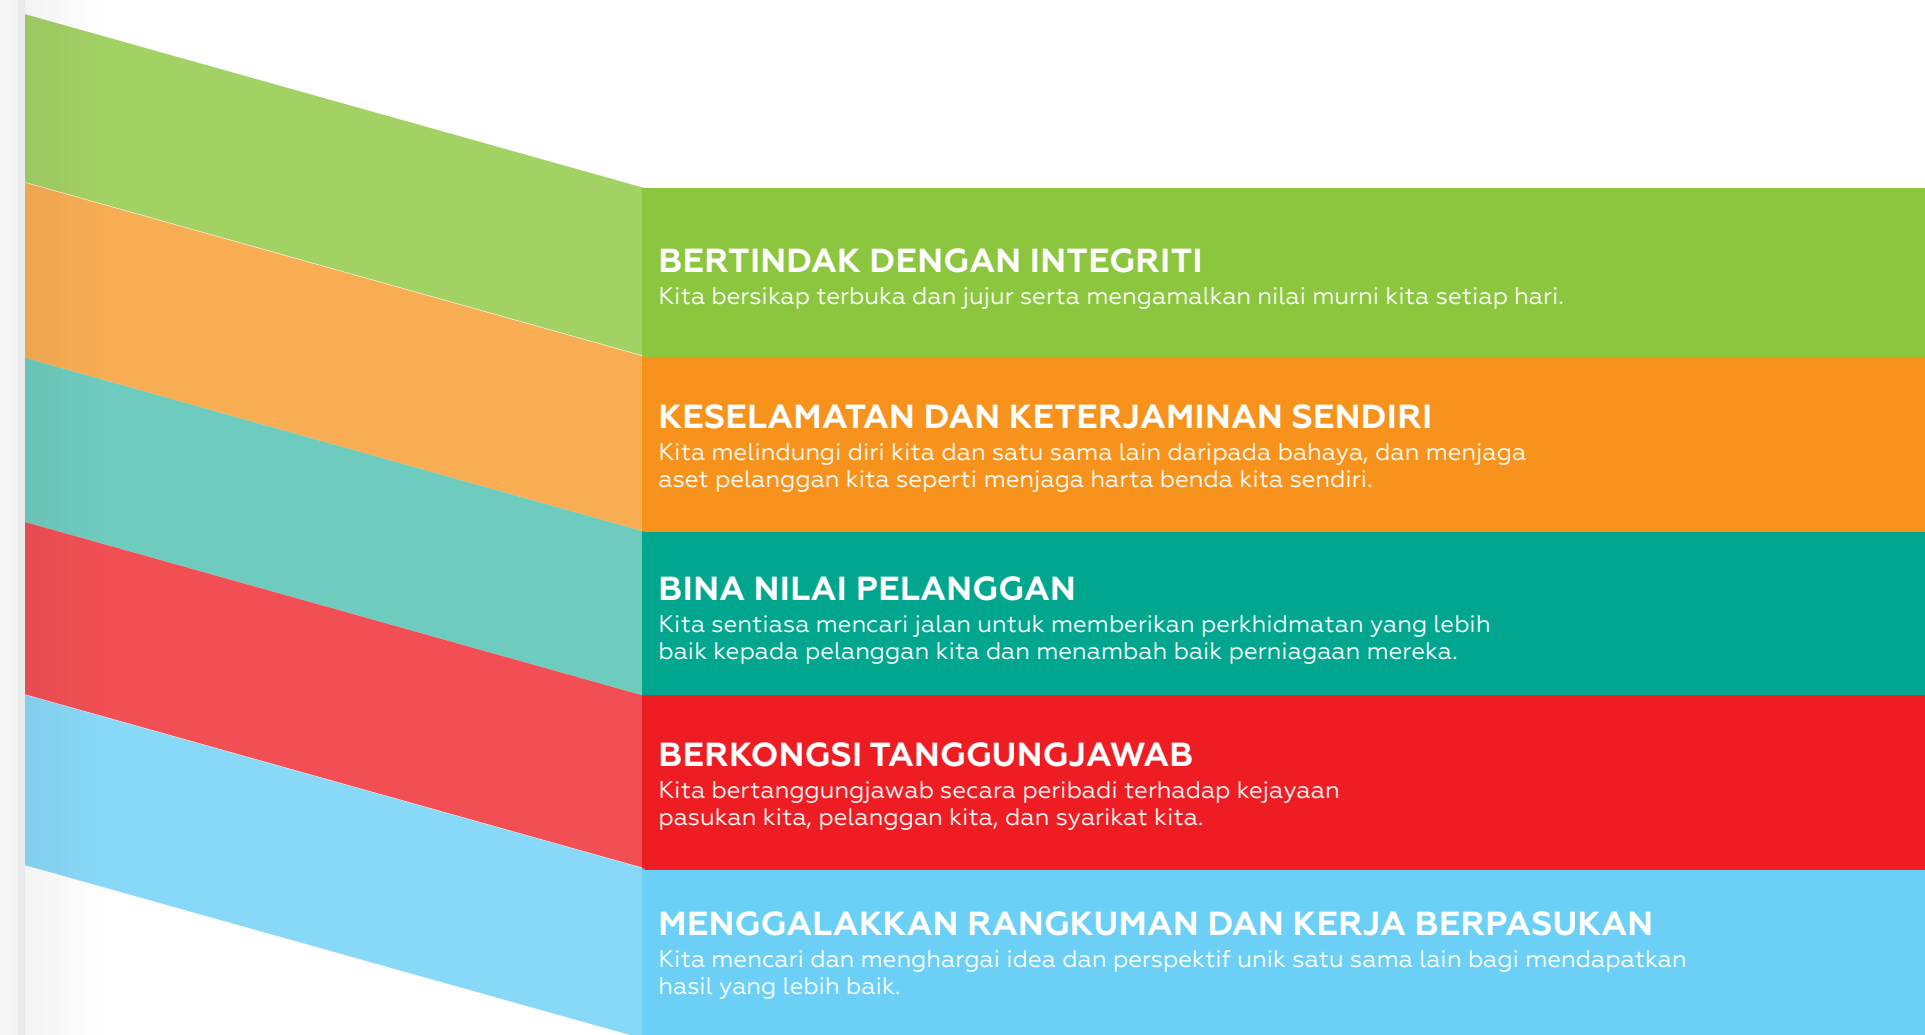 BERTINDAK DENGAN INTEGRITI
Kita bersikap terbuka dan jujur serta mengamalkan nilai murni kita setiap hari.
KESELAMATAN DAN KETERJAMINAN SENDIRI
Kita melindungi diri kita dan satu sama lain daripada bahaya, dan menjaga
aset pelanggan kita seperti menjaga harta benda kita sendiri.
BINA NILAI PELANGGAN
Kita sentiasa mencari jalan untuk memberikan perkhidmatan yang lebih
baik kepada pelanggan kita dan menambah baik perniagaan mereka.
BERKONGSI TANGGUNGJAWAB
Kita bertanggungjawab secara peribadi terhadap kejayaan
pasukan kita, pelanggan kita, dan syarikat kita.
MENGGALAKKAN RANGKUMAN DAN KERJA BERPASUKAN
Kita mencari dan menghargai idea dan perspektif unik satu sama lain bagi mendapatkan
hasil yang lebih baik.